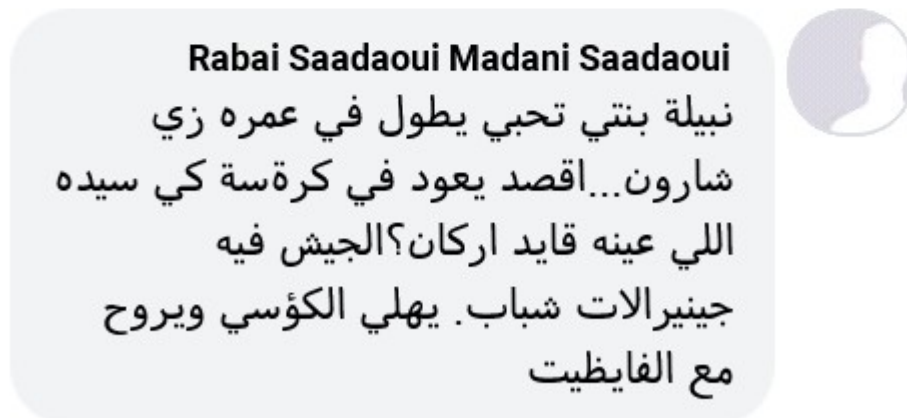 Rabai Saadaoui Madani Saadaoui
نبيلة بنتي تحبي يطول في عمره زي
شارون...اقصد يعود في كرةسة كي سيده
اللي عينه قايد اركان؟الجيش فيه
جينيرالات شباب. يهلي الكؤسي ويروح
مع الفايظيت